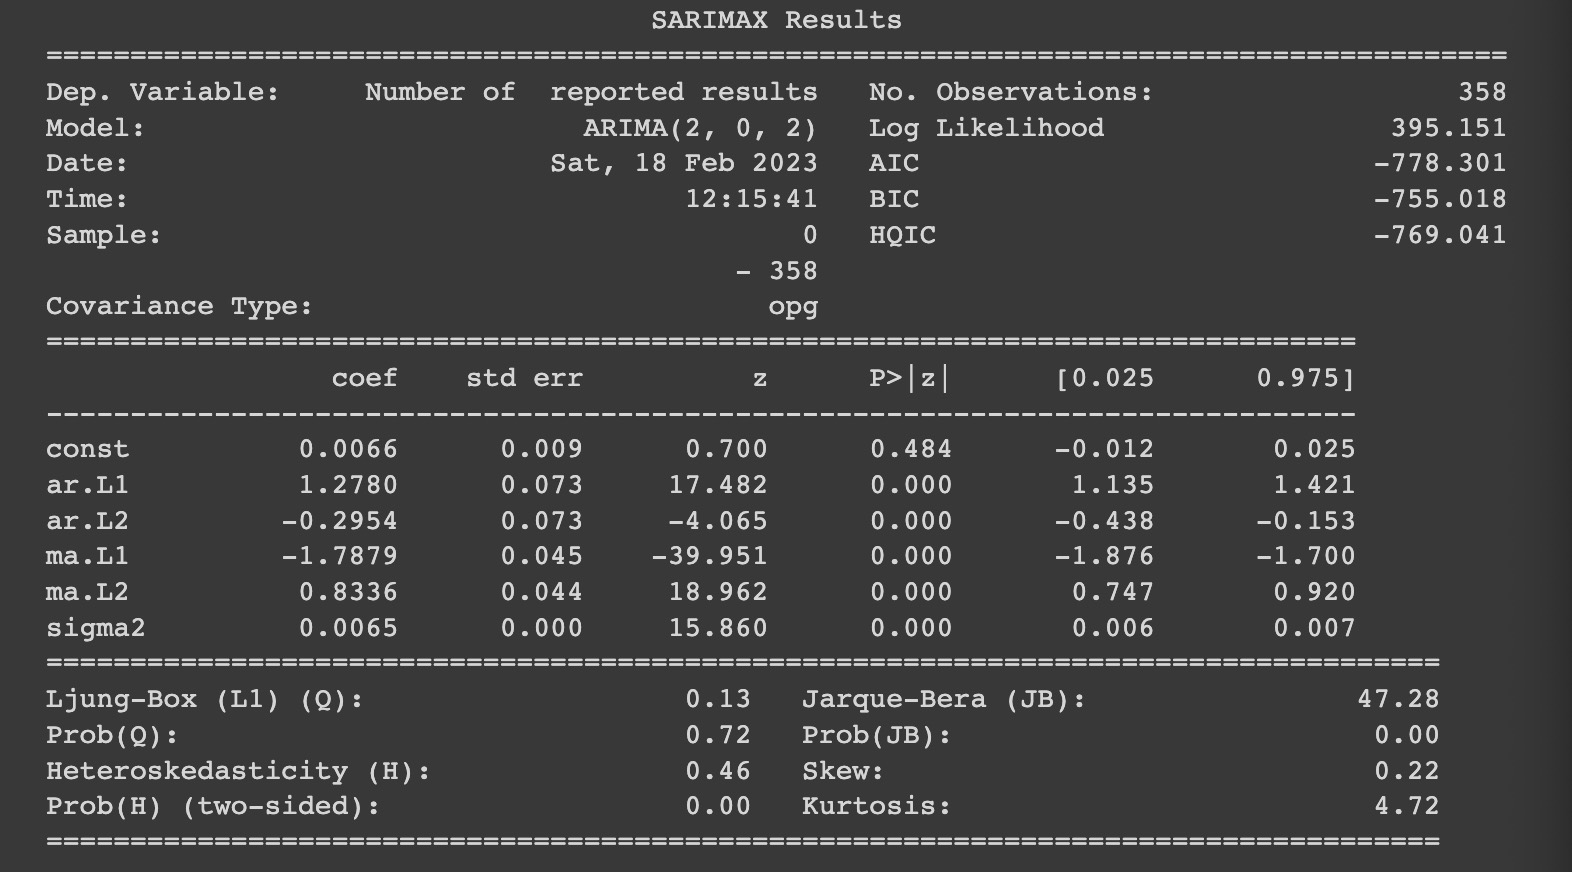 SARIMAX Results
==============================================================================
Dep. Variable: Number of  reported results No. Observations: 358
Model: ARIMA(2, 0, 2) Log Likelihood 395.151
Date: Sat, 18 Feb 2023 AIC -778.301
Time: 12:15:41 BIC -755.018
Sample: 0 HQIC -769.041
- 358
Covariance Type: opg
==============================================================================
coef std err z P>|z| [0.025 0.975]
------------------------------------------------------------------------------
const 0.0066 0.009 0.700 0.484 -0.012 0.025
ar.L1 1.2780 0.073 17.482 0.000 1.135 1.421
ar.L2 -0.2954 0.073 -4.065 0.000 -0.438 -0.153
ma.L1 -1.7879 0.045 -39.951 0.000 -1.876 -1.700
ma.L2 0.8336 0.044 18.962 0.000 0.747 0.920
sigma2 0.0065 0.000 15.860 0.000 0.006 0.007
==============================================================================
Ljung-Box (L1) (Q): 0.13 Jarque-Bera (JB): 47.28
Prob(Q): 0.72 Prob(JB): 0.00
Heteroskedasticity (H): 0.46 Skew: 0.22
Prob(H) (two-sided): 0.00 Kurtosis: 4.72
==============================================================================